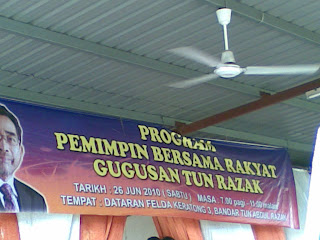 PROGRAM
PEMIMPIN BERSAMA RAKYAT
GUGUSAN TUN RAZAK
TARIKH : 26 JUN 2010 ( SABTU ) MASA : 7.00 pagi - 11.00 malam
TEMPAT : DATARAN FELDA KERATONG 3, BANDAR TUN ABDUL RAZAK